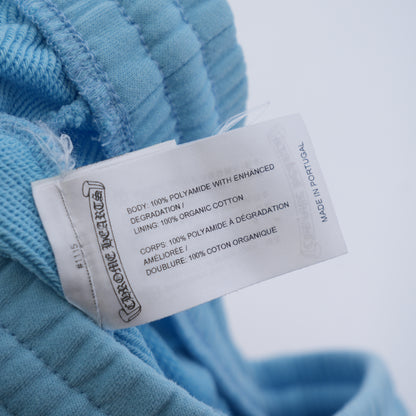 #1115
CHROME HEARTS
BODY: 100% POLYAMIDE WITH ENHANCED
DEGRADATION /
LINING: 100% ORGANIC COTTON
CORPS: 100% POLYAMIDE À DÉGRADATION
AMÉLIOREE /
DOUBLURE: 100% COTON ORGANIQUE
MADE IN PORTUGAL